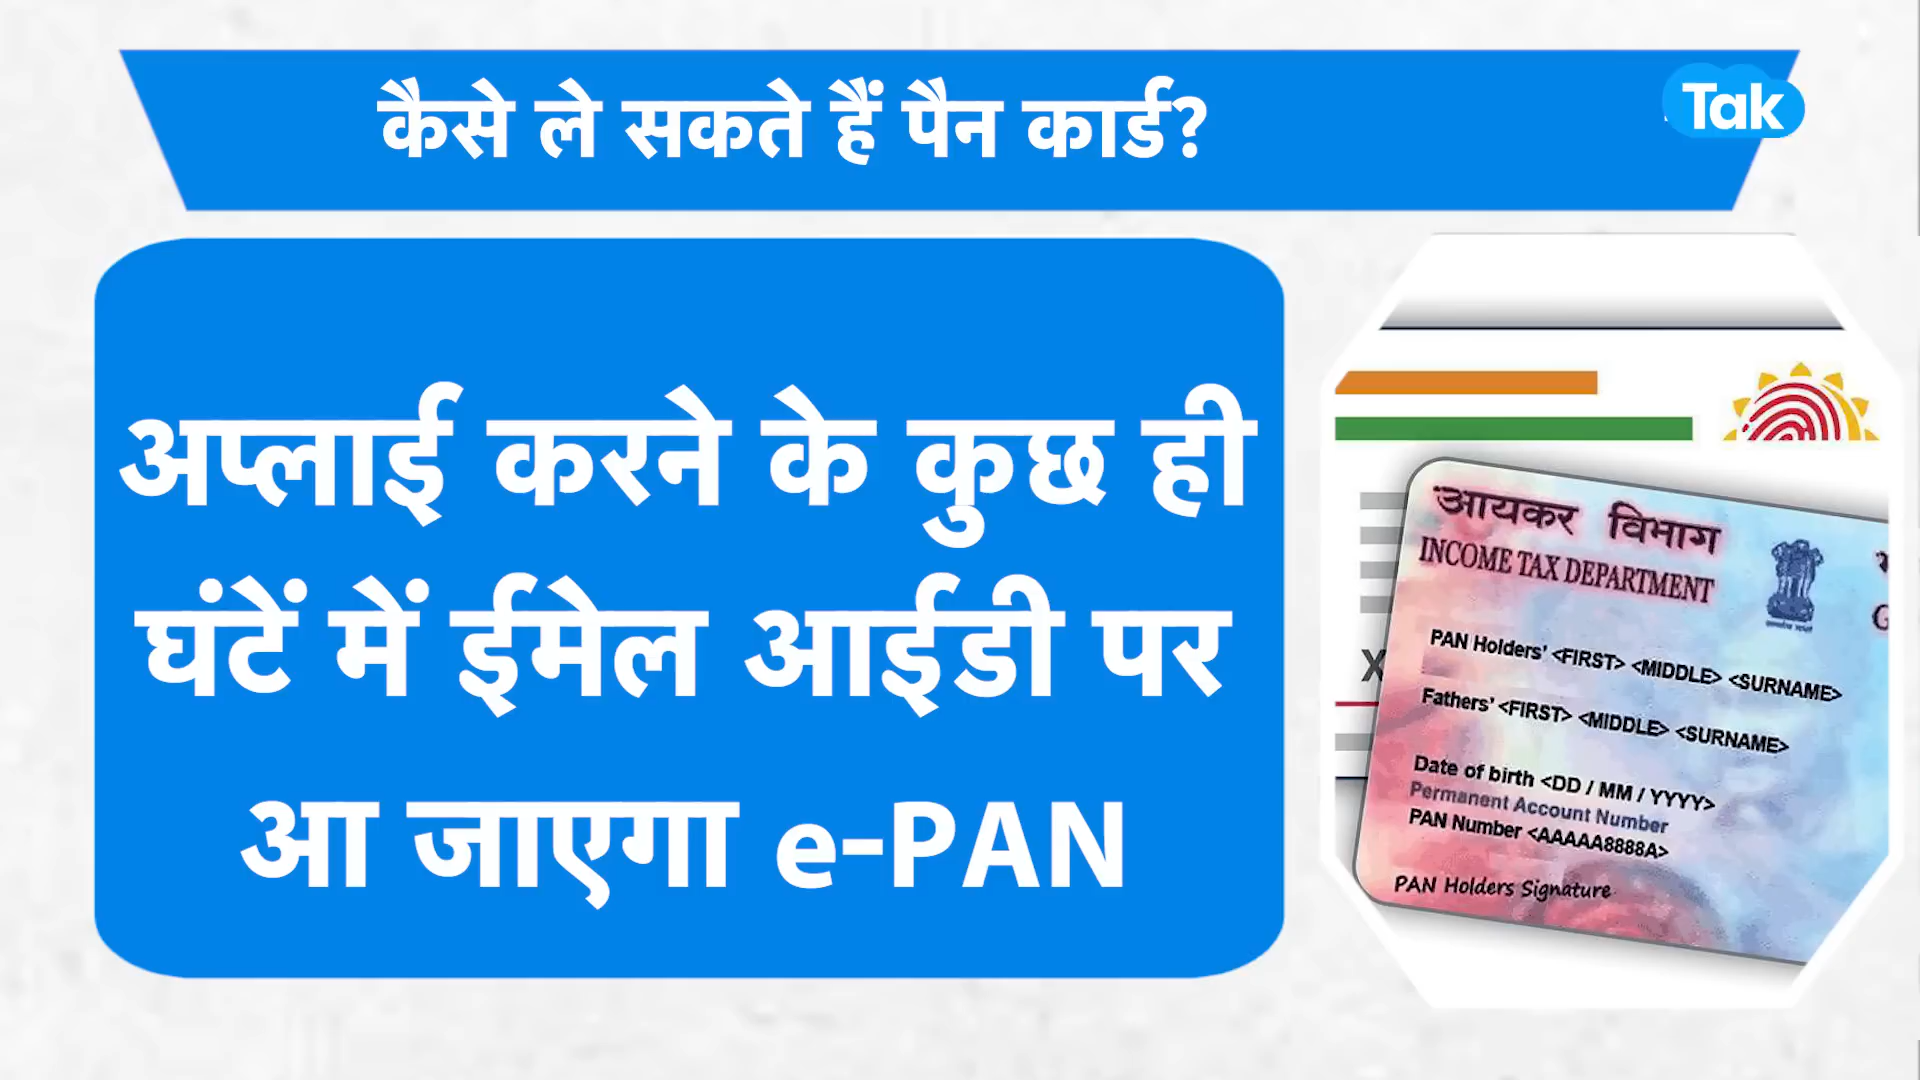 कैसे ले सकते हैं पैन कार्ड?
Tak
अप्लाई करने के कुछ ही
घंटें में ईमेल आईडी पर
आ जाएगा e-PAN
आयकर विभाग
INCOME TAX DEPARTMENT
PAN Holders' <FIRST> <MIDDLE> <SURNAME>
Fathers' <FIRST> <MIDDLE> <SURNAME>
Date of birth <DD / MM / YYYY>
Permanent Account Number
PAN Number <AAAAA8888A>
PAN Holders Signature